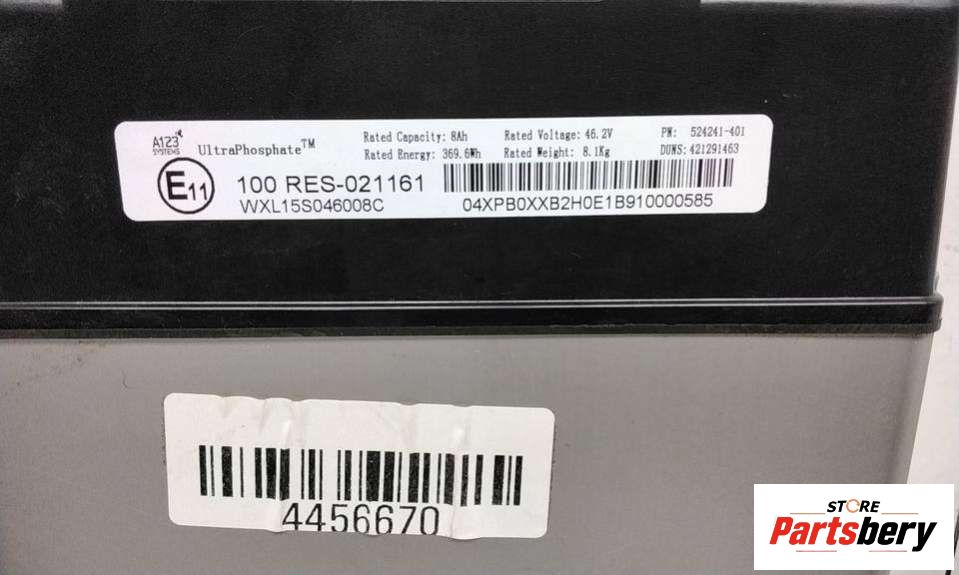 A123 SYSTEMS UltraPhosphate™ Rated Capacity: 8Ah Rated Voltage: 46.2V PN: 524241-401
Rated Energy: 369.6Wh Rated Weight: 8.1Kg DUNS: 421291463
E11 100 RES-021161
WXL15S046008C 04XPB0XXB2H0E1B910000585
4456670
STORE
Partsbery